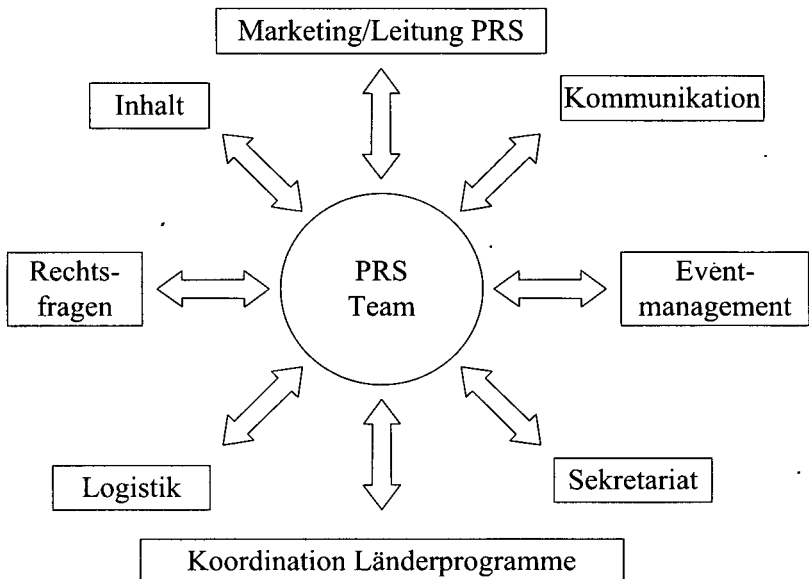 Marketing/Leitung PRS
Inhalt
Kommunikation
Rechts-
fragen
PRS
Team
Event-
management
Logistik
Sekretariat
Koordination Länderprogramme